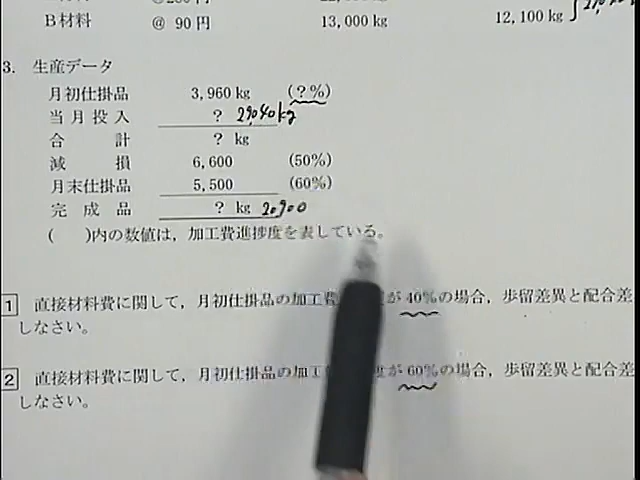 B材料 @ 90円 13,000 kg 12,100 kg
3. 生産データ
月初仕掛品 3,960 kg (?%)
当月投入 ? 29,040kg
合計 ? kg
減損 6,600 (50%)
月末仕掛品 5,500 (60%)
完成品 ? kg 20,900
( )内の数値は，加工費進捗度を表している。
1 直接材料費に関して，月初仕掛品の加工費 が 40%の場合，歩留差異と配合差
しなさい。
2 直接材料費に関して，月初仕掛品の加工 度が 60%の場合，歩留差異と配合差
しなさい。